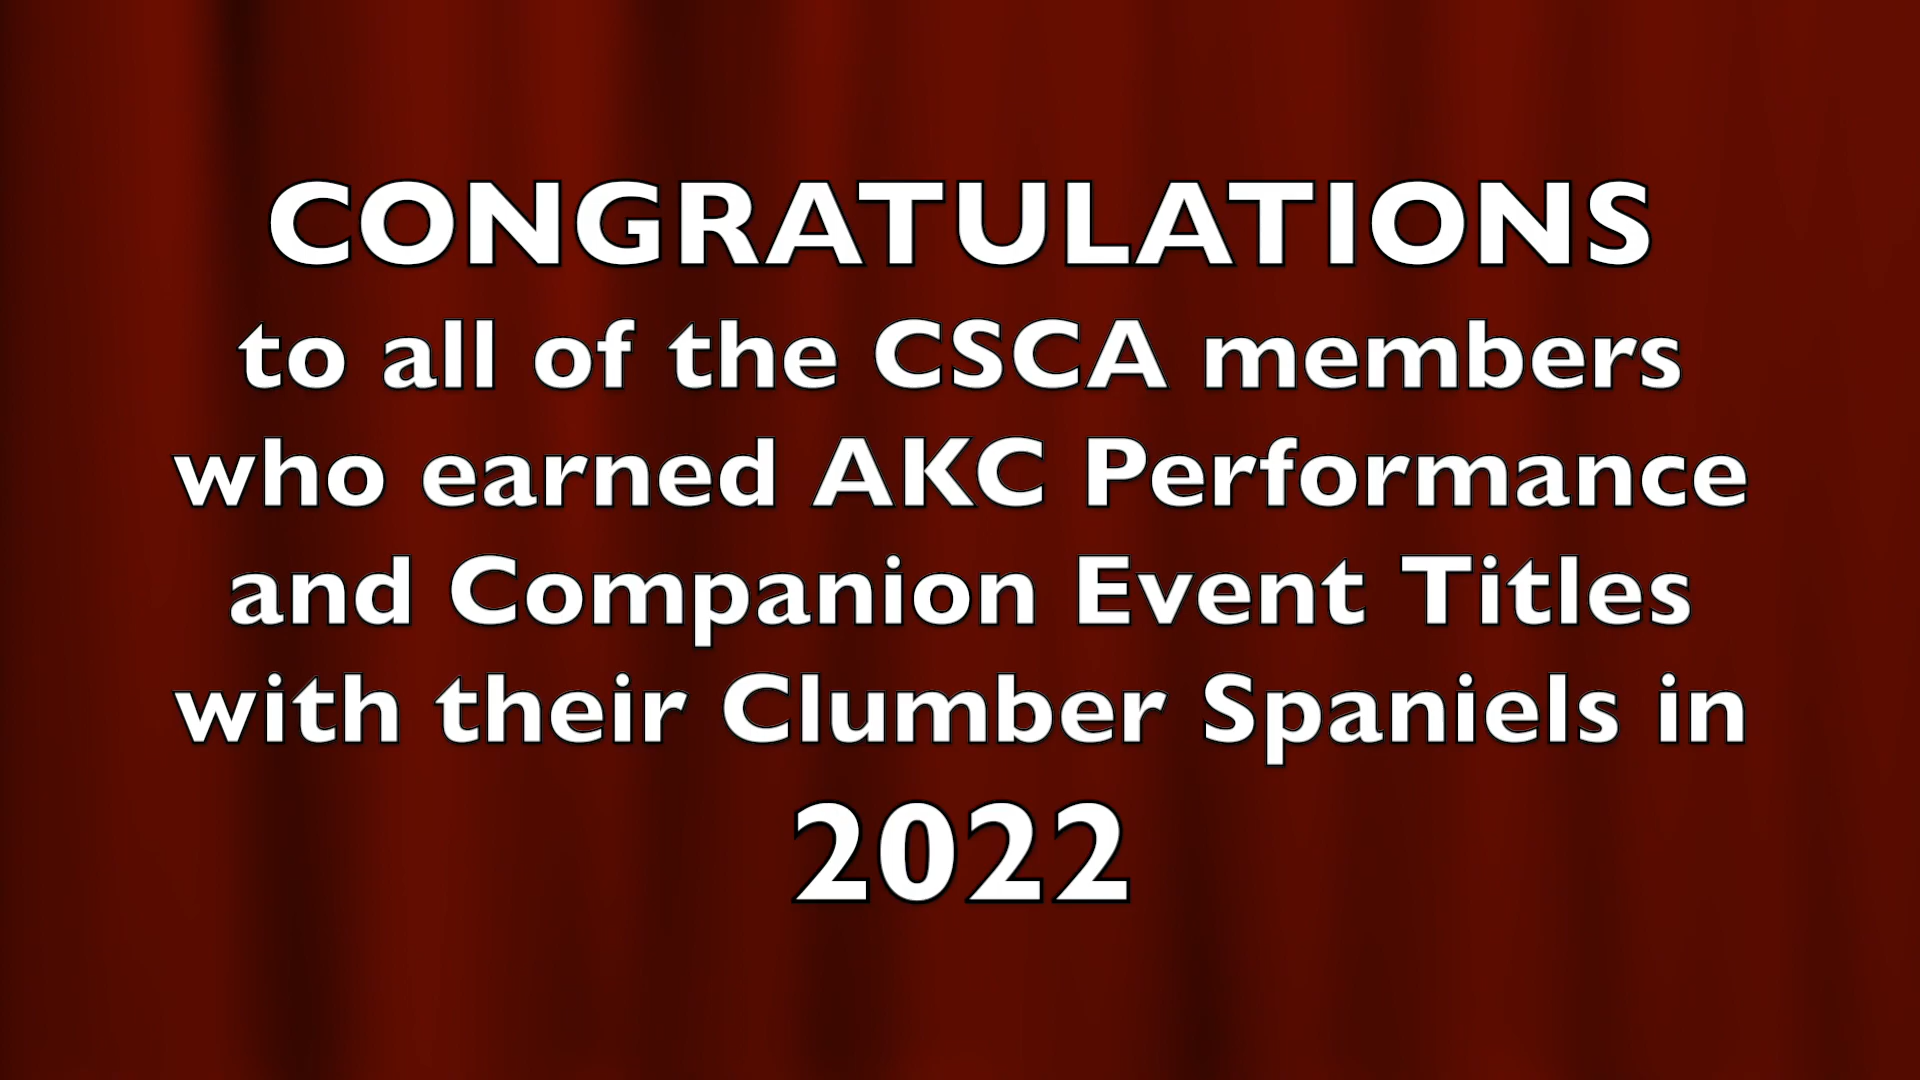 CONGRATULATIONS
to all of the CSCA members
who earned AKC Performance
and Companion Event Titles
with their Clumber Spaniels in
2022